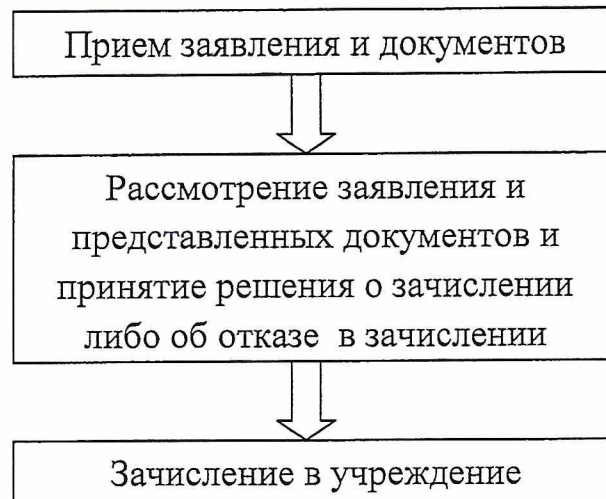 Прием заявления и документов
Рассмотрение заявления и
представленных документов и
принятие решения о зачислении
либо об отказе в зачислении
Зачисление в учреждение